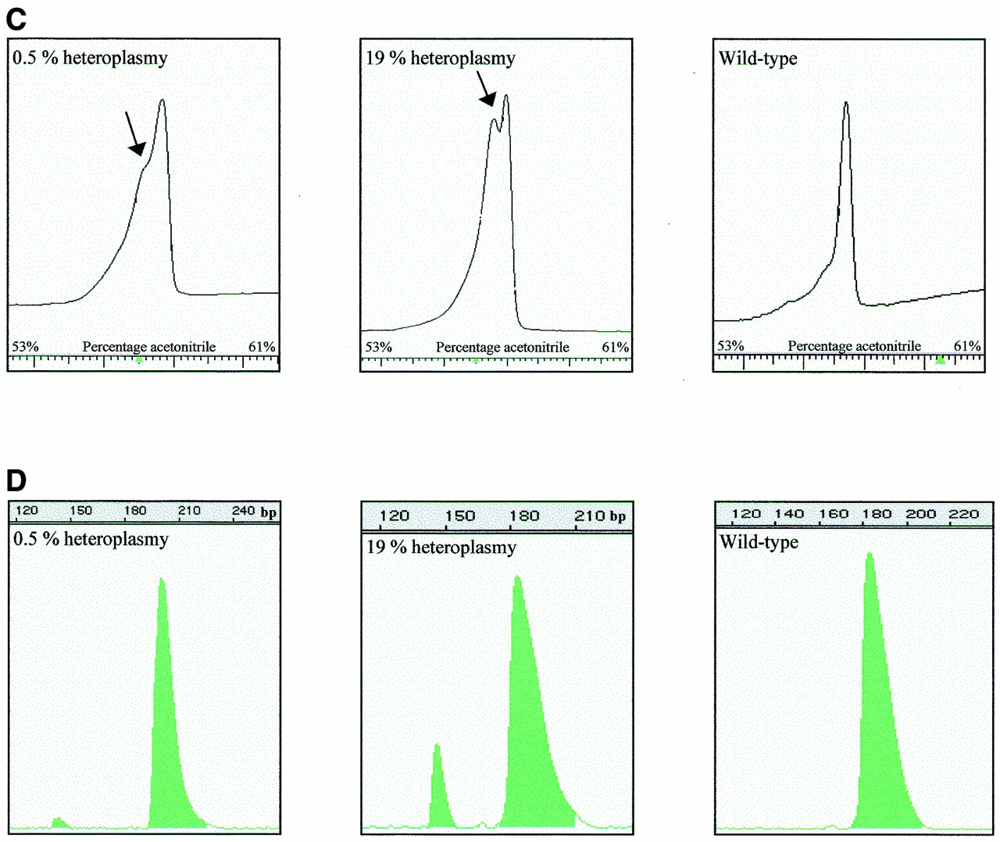 C
0.5 % heteroplasmy
19 % heteroplasmy
Wild-type
53% Percentage acetonitrile 61%
53% Percentage acetonitrile 61%
53% Percentage acetonitrile 61%
D
120 150 180 210 240 bp
120 150 180 210 bp
120 140 160 180 200 220
0.5 % heteroplasmy
19 % heteroplasmy
Wild-type